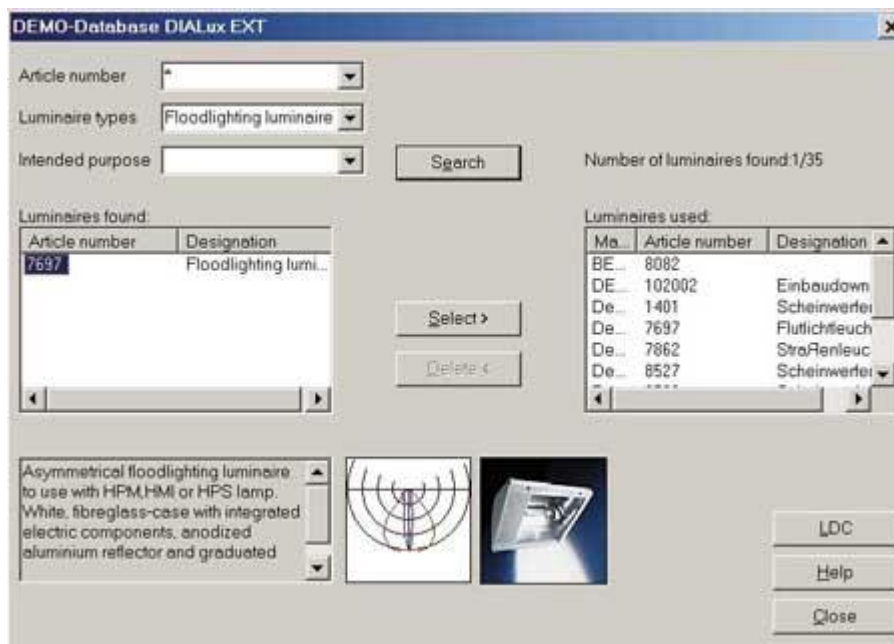 DEMO-Database DIALux EXT
Article number *
Luminaire types Floodlighting luminaire
Intended purpose
Search
Number of luminaires found:1/35
Luminaires found:
Article number Designation
7697 Floodlighting lumi...
Select >
Delete <
Luminaires used:
Ma... Article number Designation
BE... 8082
DE... 102002 Einbaudown
De... 1401 Scheinwerfer
De... 7697 Flutlichtleuch
De... 7862 StraЯenleuc
De... 8527 Scheinwerfer
Asymmetrical floodlighting luminaire
to use with HPM,HMI or HPS lamp.
White, fibreglass-case with integrated
electric components, anodized
aluminium reflector and graduated
LDC
Help
Close